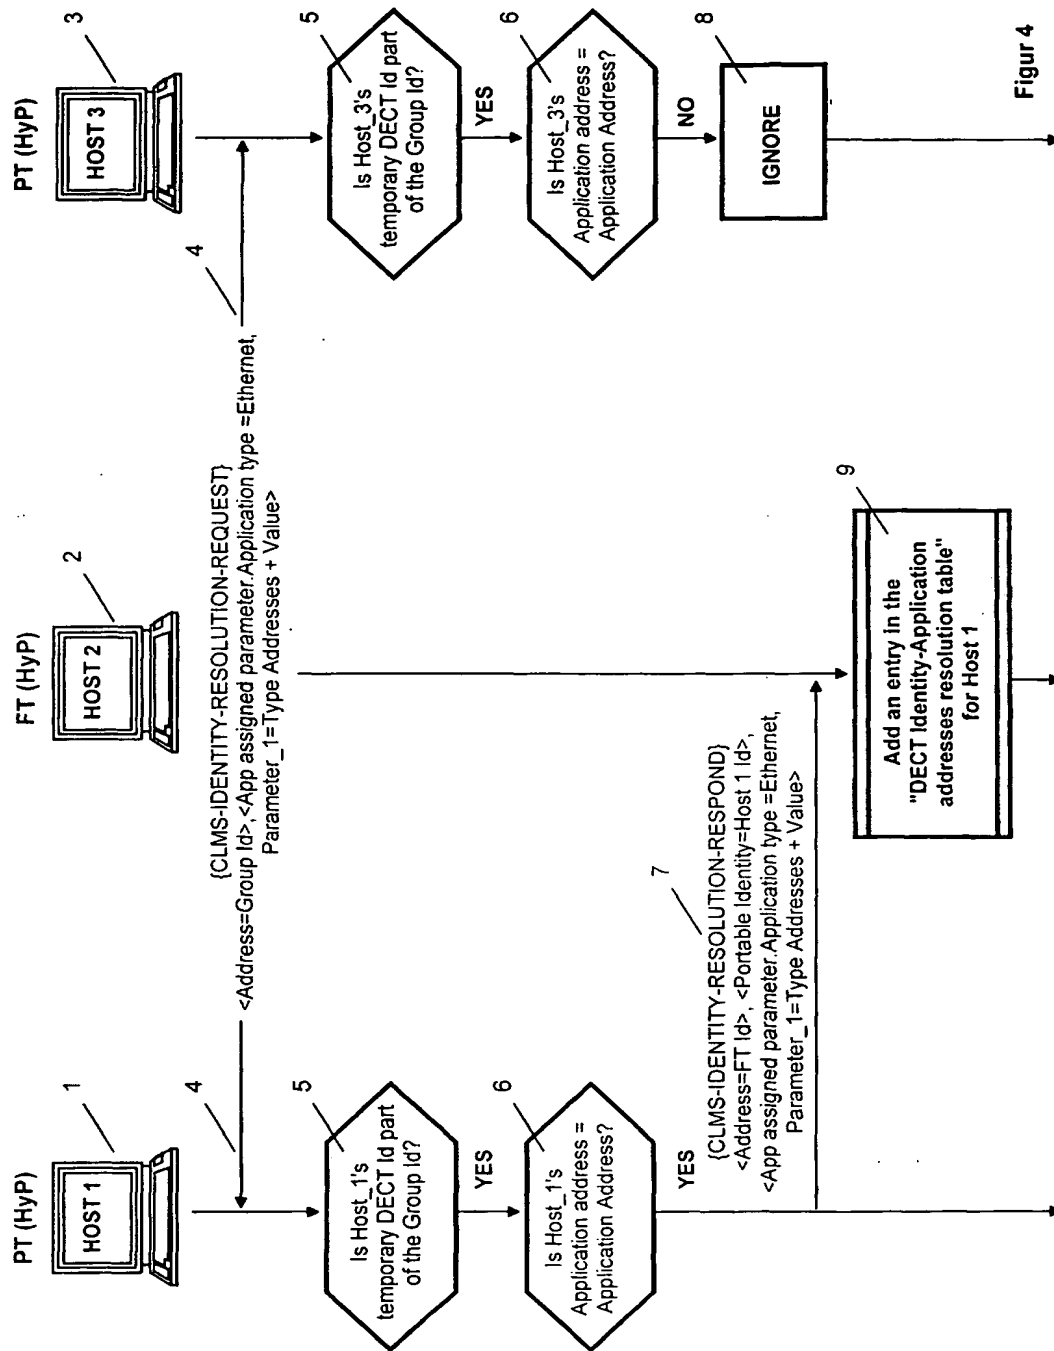 PT (HyP)
HOST 1
1
FT (HyP)
HOST 2
2
PT (HyP)
HOST 3
3
4
{CLMS-IDENTITY-RESOLUTION-REQUEST}
<Address=Group Id>,<App assigned parameter.Application type =Ethernet,
Parameter_1=Type Addresses + Value>
4
5
Is Host_1's
temporary DECT Id part
of the Group Id?
YES
5
Is Host_3's
temporary DECT Id part
of the Group Id?
YES
6
Is Host_1's
Application address =
Application Address?
YES
6
Is Host_3's
Application address =
Application Address?
NO
7
{CLMS-IDENTITY-RESOLUTION-RESPOND}
<Address=FT Id>, <Portable Identity=Host 1 Id>,
<App assigned parameter.Application type =Ethernet,
Parameter_1=Type Addresses + Value>
8
IGNORE
9
Add an entry in the
"DECT Identity-Application
addresses resolution table"
for Host 1
Figur 4